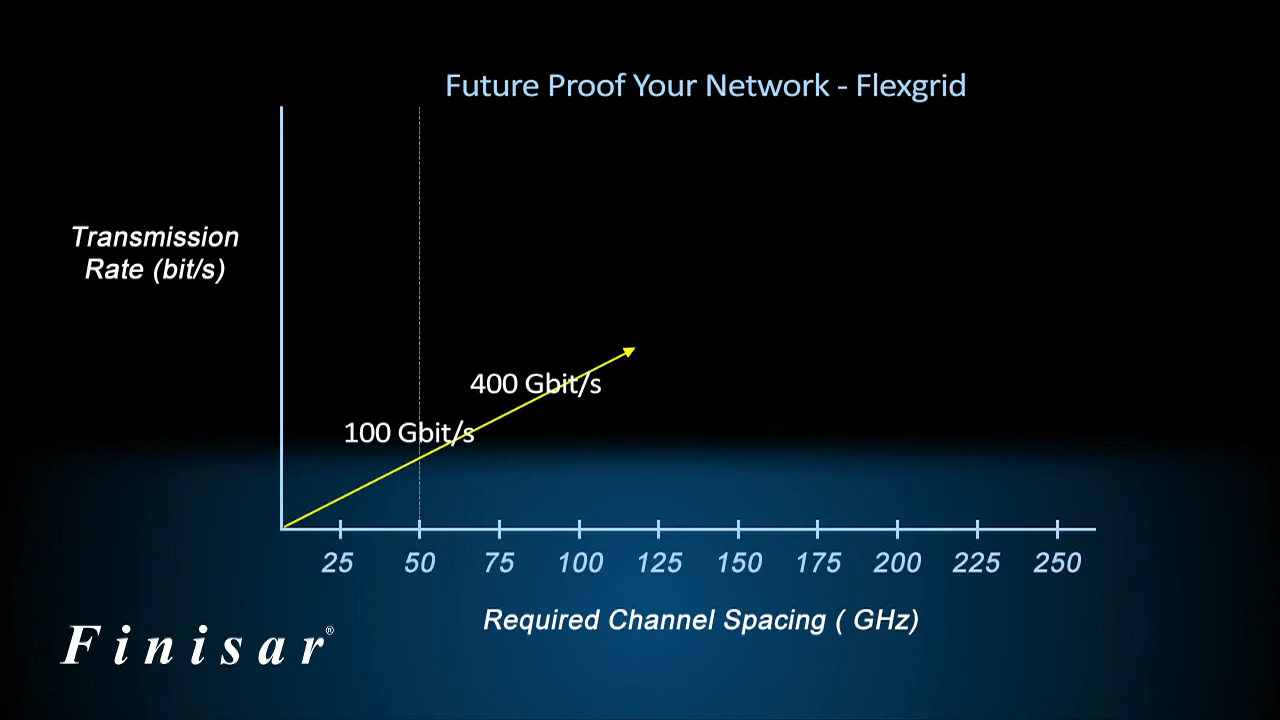 Future Proof Your Network - Flexgrid
Transmission
Rate (bit/s)
400 Gbit/s
100 Gbit/s
25 50 75 100 125 150 175 200 225 250
Required Channel Spacing ( GHz)
Finisar®